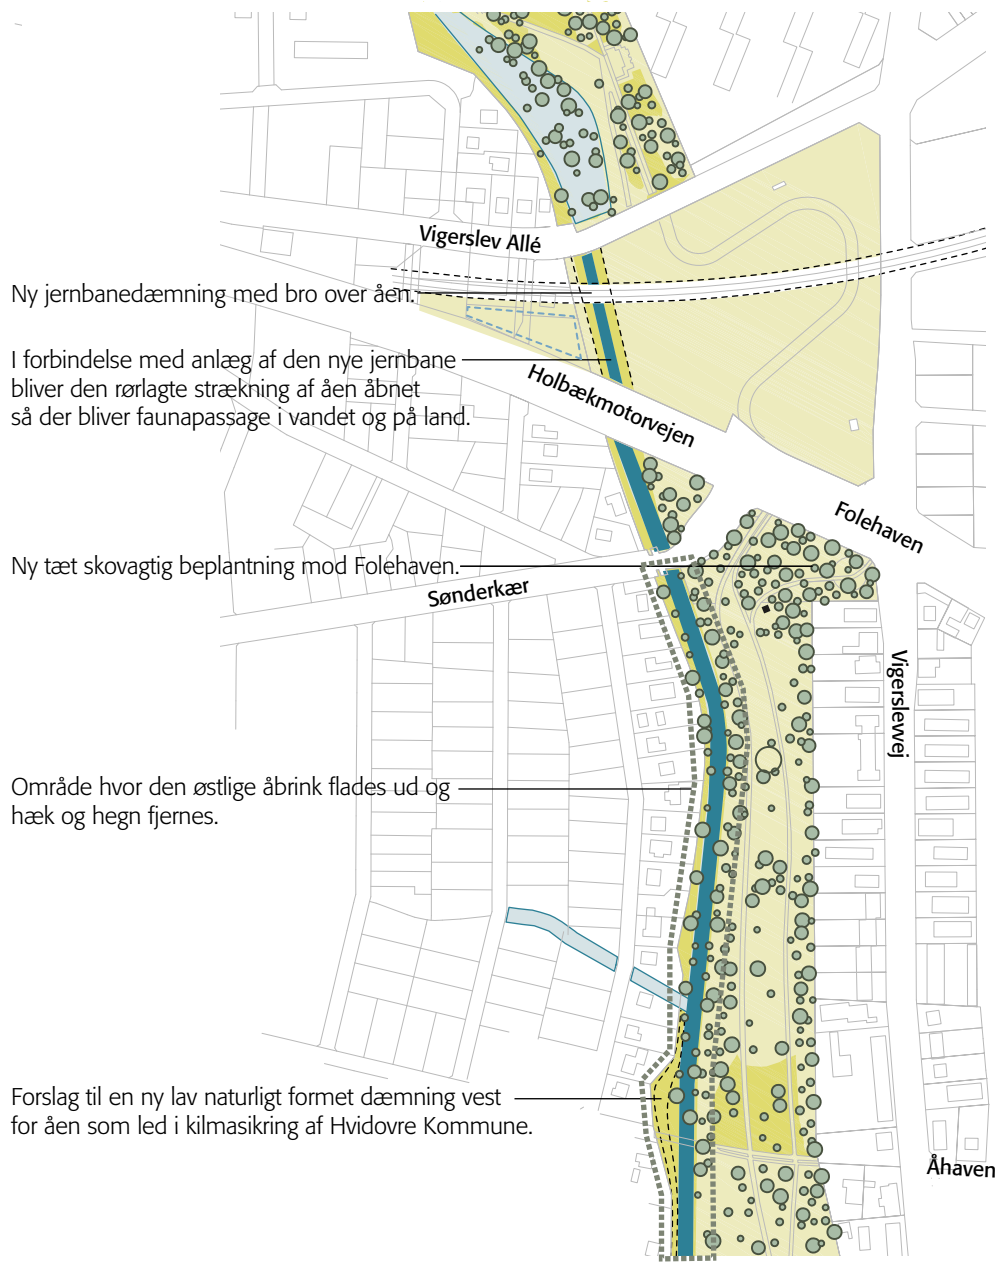 Vigerslev Allé
Ny jernbanedæmning med bro over åen.
I forbindelse med anlæg af den nye jernbane
bliver den rørlagte strækning af åen åbnet
så der bliver faunapassage i vandet og på land.
Holbækmotorvejen
Folehaven
Ny tæt skovagtig beplantning mod Folehaven.
Sønderkær
Vigerslevvej
Område hvor den østlige åbrink flades ud og
hæk og hegn fjernes.
Forslag til en ny lav naturligt formet dæmning vest
for åen som led i kilmasikring af Hvidovre Kommune.
Åhaven